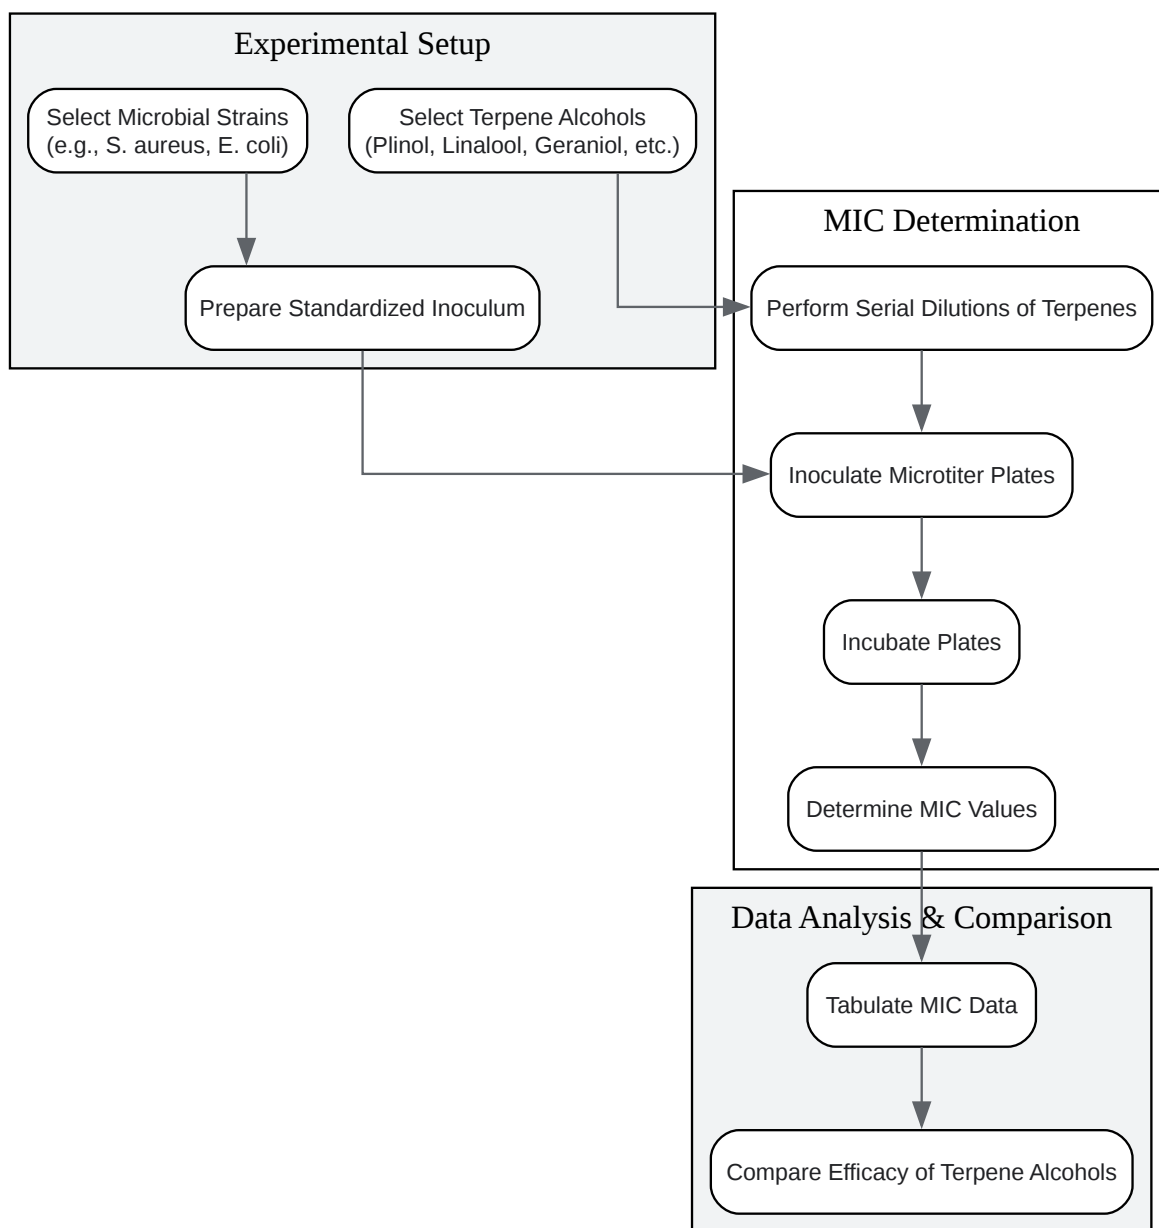 Experimental Setup
Select Microbial Strains
(e.g., S. aureus, E. coli)
Select Terpene Alcohols
(Plinol, Linalool, Geraniol, etc.)
Prepare Standardized Inoculum
MIC Determination
Perform Serial Dilutions of Terpenes
Inoculate Microtiter Plates
Incubate Plates
Determine MIC Values
Data Analysis & Comparison
Tabulate MIC Data
Compare Efficacy of Terpene Alcohols